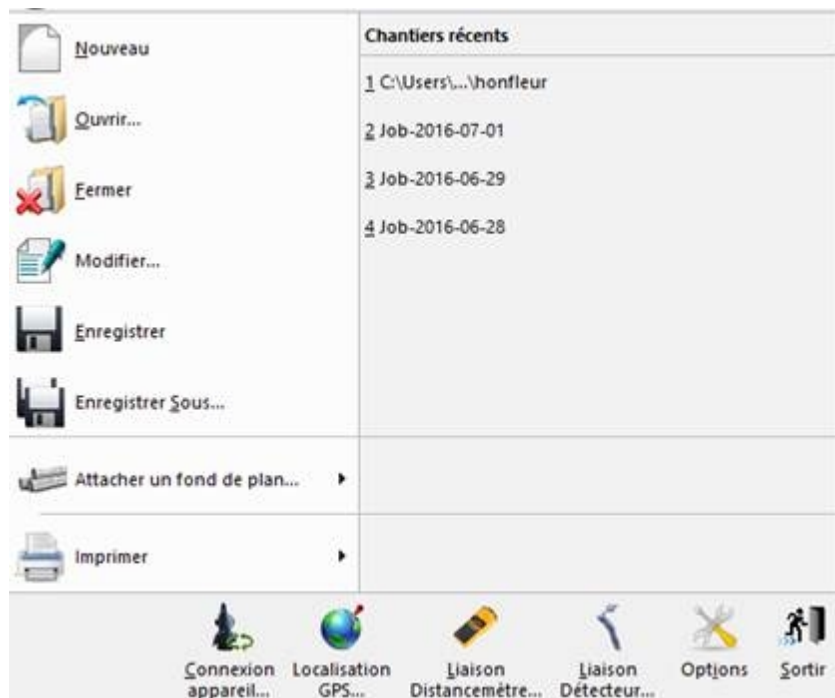 Nouveau
Ouvrir...
Fermer
Modifier...
Enregistrer
Enregistrer Sous...
Attacher un fond de plan...
Imprimer
Chantiers récents
1 C:\Users\...\honfleur
2 Job-2016-07-01
3 Job-2016-06-29
4 Job-2016-06-28
Connexion
appareil...
Localisation
GPS...
Liaison
Distancemètre...
Liaison
Détecteur...
Options
Sortir